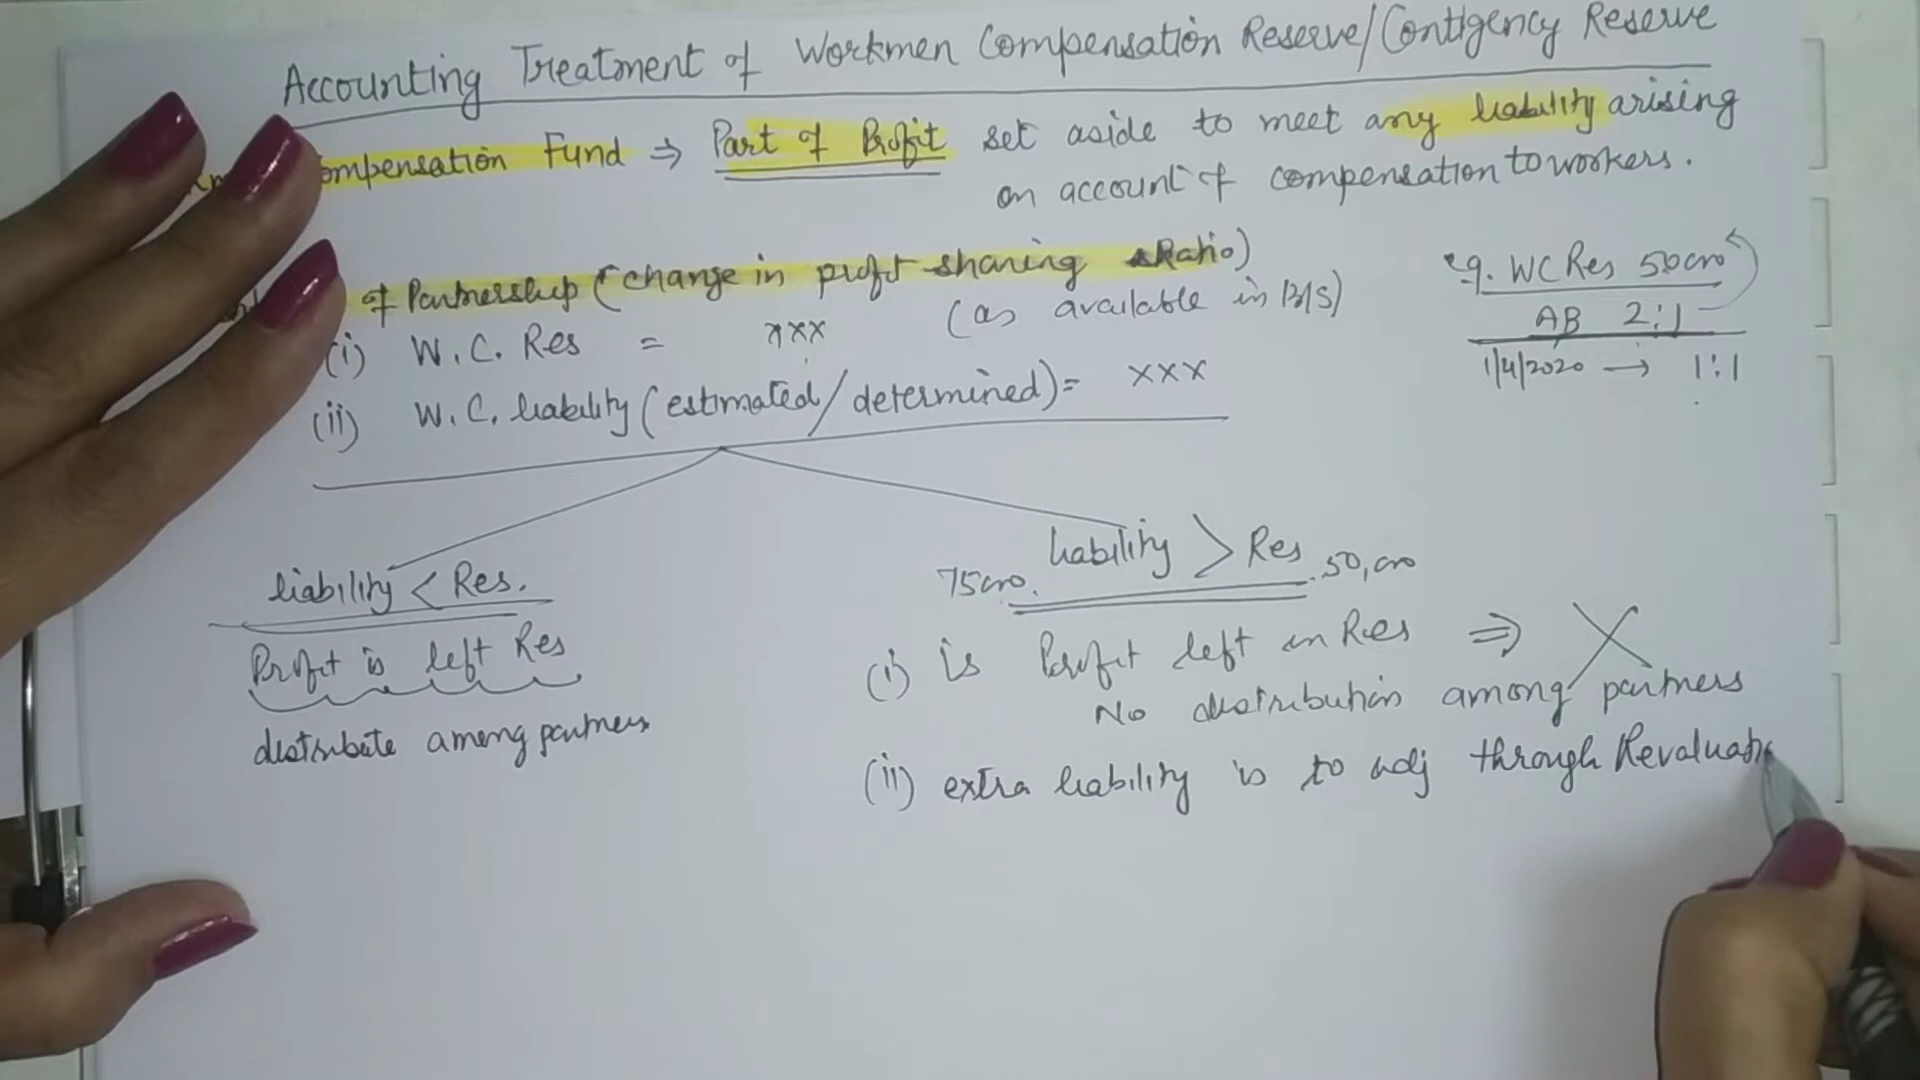 Accounting Treatment of Workmen Compensation Reserve/Contigency Reserve
ompensation Fund ⇒ Part of Profit set aside to meet any liability arising
on account of compensation to workers.
of Partnership (change in profit sharing Ratio)
(i) W.C. Res = xxx (as available in B/S)
(ii) W.C. liability (estimated/determined) = xxx
eg. WC Res 50000
AB 2:1
1/4/2020 → 1:1
liability < Res.
Profit is left Res
distribute among partners
liability > Res
75000. 50,000
(i) is Profit left in Res ⇒ X
No distribution among partners
(ii) extra liability is to adj through Revaluatio